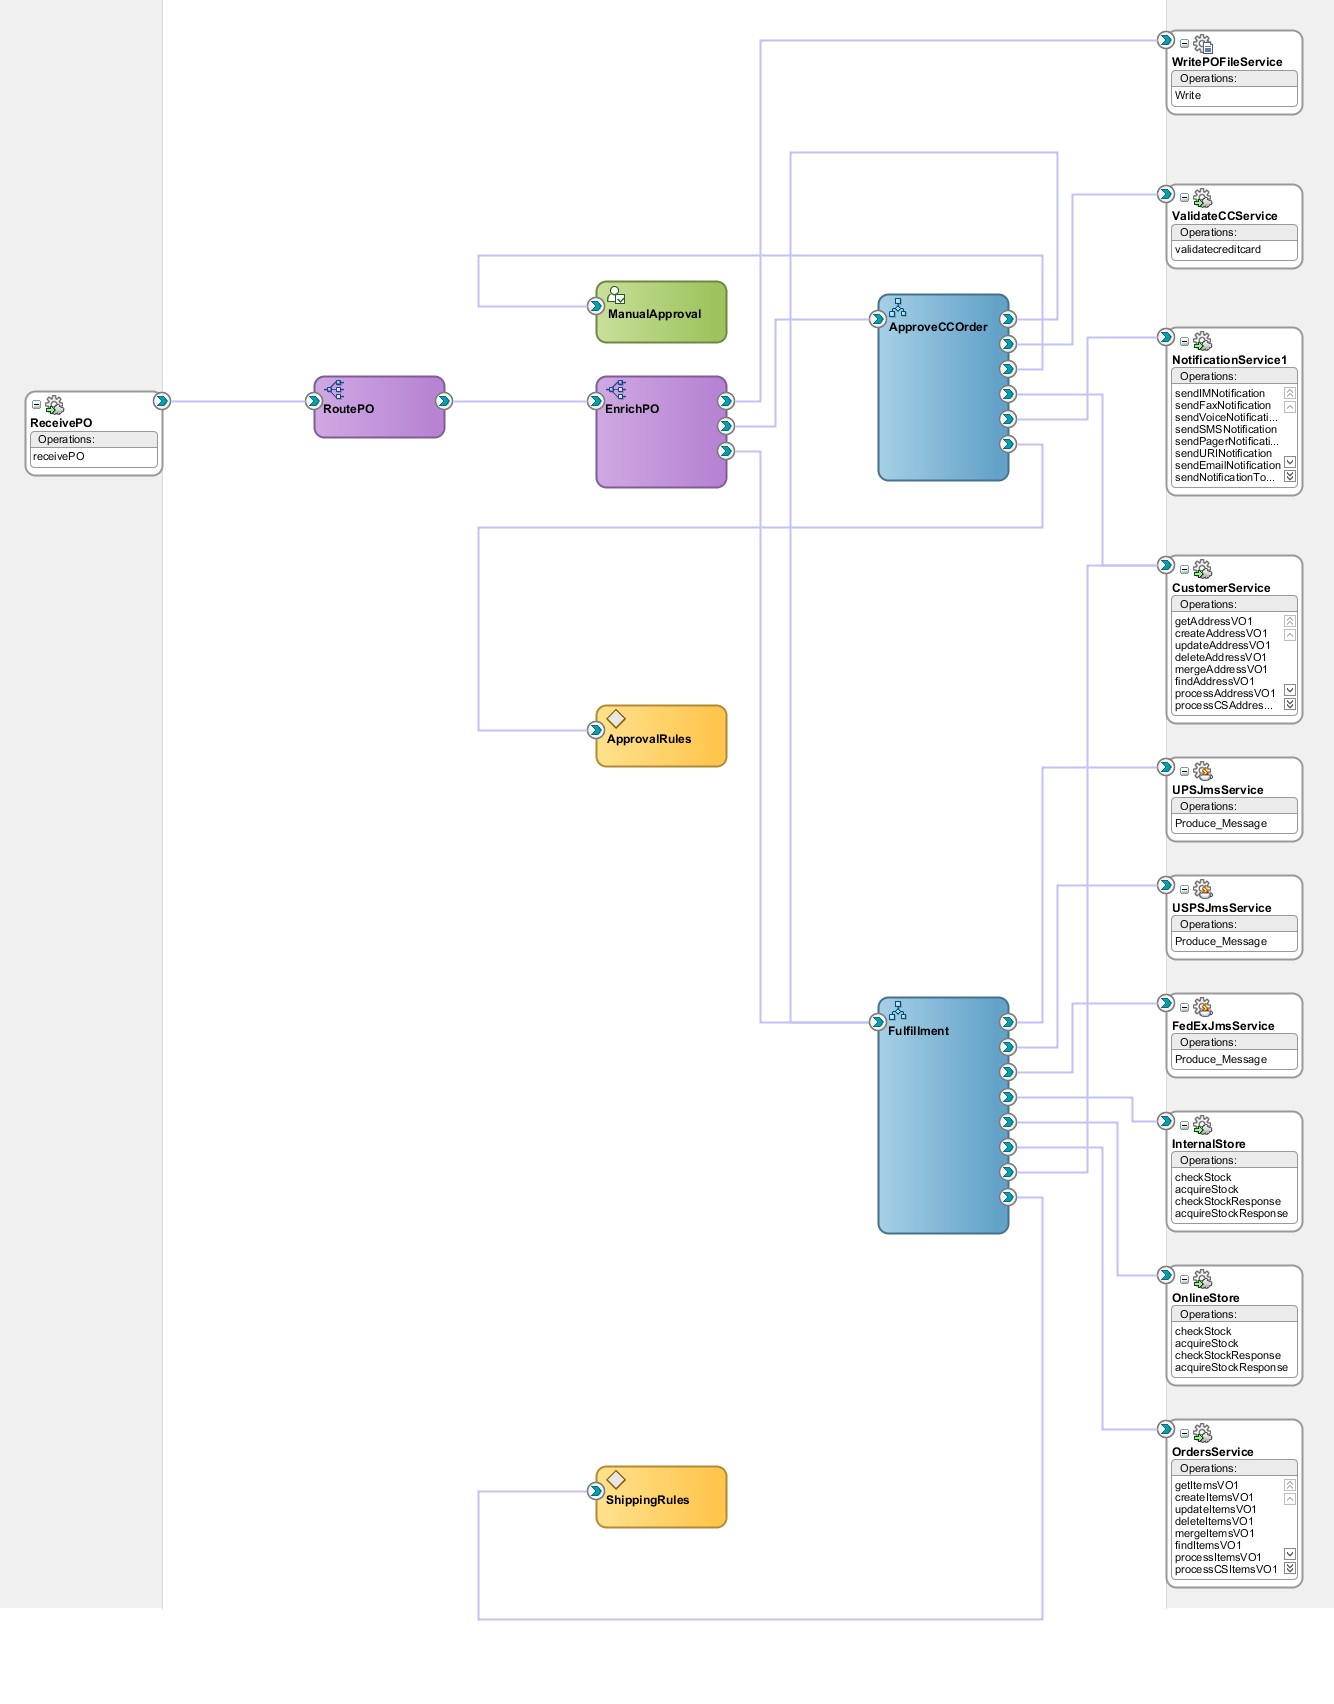 WritePOFileService
Operations:
Write
ValidateCCService
Operations:
validatecreditcard
ManualApproval
ApproveCCOrder
NotificationService1
Operations:
sendIMNotification
sendFaxNotification
sendVoiceNotificati...
sendSMSNotification
sendPagerNotificati...
sendURINotification
sendEmailNotification
sendNotificationTo...
ReceivePO
Operations:
receivePO
RoutePO
EnrichPO
CustomerService
Operations:
getAddressVO1
createAddressVO1
updateAddressVO1
deleteAddressVO1
mergeAddressVO1
findAddressVO1
processAddressVO1
processCSAddres...
ApprovalRules
UPSJmsService
Operations:
Produce_Message
USPSJmsService
Operations:
Produce_Message
Fulfillment
FedExJmsService
Operations:
Produce_Message
InternalStore
Operations:
checkStock
acquireStock
checkStockResponse
acquireStockResponse
OnlineStore
Operations:
checkStock
acquireStock
checkStockResponse
acquireStockResponse
ShippingRules
OrdersService
Operations:
getItemsVO1
createItemsVO1
updateItemsVO1
deleteItemsVO1
mergeItemsVO1
findItemsVO1
processItemsVO1
processCSItemsVO1